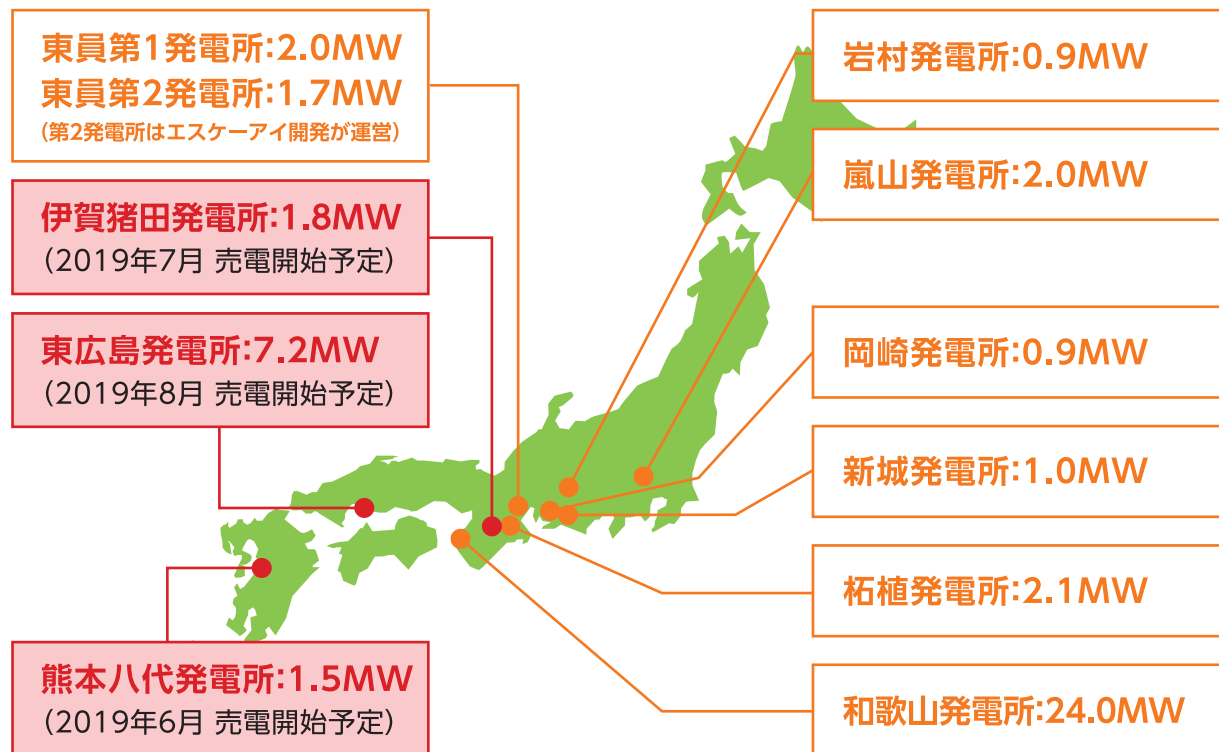 東員第1発電所:2.0MW
東員第2発電所:1.7MW
(第2発電所はエスケーアイ開発が運営)
伊賀猪田発電所:1.8MW
(2019年7月 売電開始予定)
東広島発電所:7.2MW
(2019年8月 売電開始予定)
熊本八代発電所:1.5MW
(2019年6月 売電開始予定)
岩村発電所:0.9MW
嵐山発電所:2.0MW
岡崎発電所:0.9MW
新城発電所:1.0MW
柘植発電所:2.1MW
和歌山発電所:24.0MW